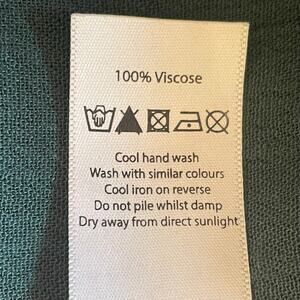 100% Viscose
Cool hand wash
Wash with similar colours
Cool iron on reverse
Do not pile whilst damp
Dry away from direct sunlight